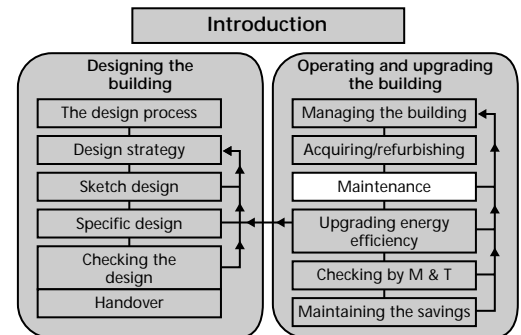 Introduction
Designing the
building
The design process
Design strategy
Sketch design
Specific design
Checking the
design
Handover
Operating and upgrading
the building
Managing the building
Acquiring/refurbishing
Maintenance
Upgrading energy
efficiency
Checking by M & T
Maintaining the savings